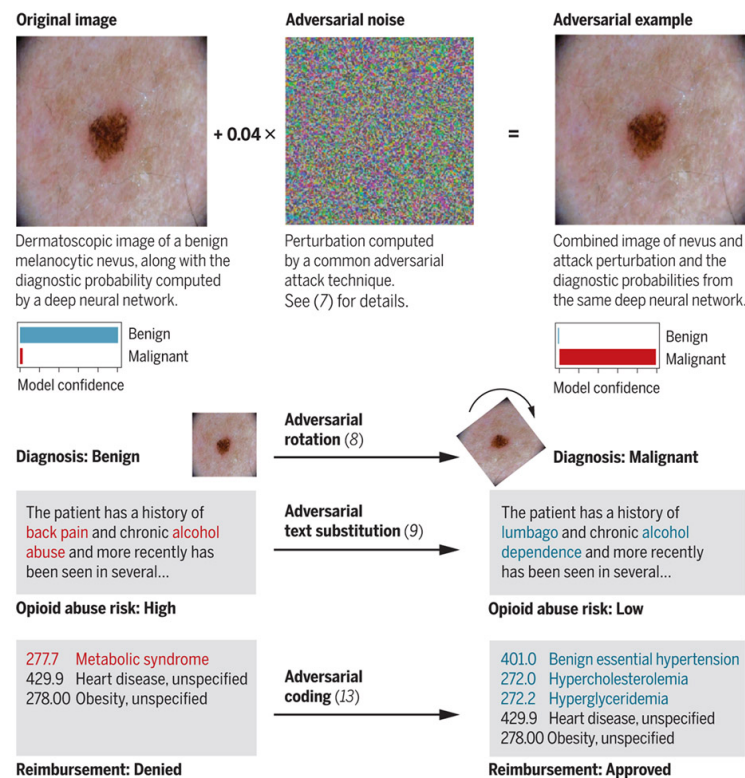 Original image
Adversarial noise
Adversarial example
+ 0.04 ×
=
Dermatoscopic image of a benign
melanocytic nevus, along with the
diagnostic probability computed
by a deep neural network.
Perturbation computed
by a common adversarial
attack technique.
See (7) for details.
Combined image of nevus and
attack perturbation and the
diagnostic probabilities from
the same deep neural network.
Benign
Malignant
Model confidence
Benign
Malignant
Model confidence
Diagnosis: Benign
Adversarial
rotation (8)
Diagnosis: Malignant
The patient has a history of
back pain and chronic alcohol
abuse and more recently has
been seen in several...
Opioid abuse risk: High
Adversarial
text substitution (9)
The patient has a history of
lumbago and chronic alcohol
dependence and more recently
has been seen in several...
Opioid abuse risk: Low
277.7 Metabolic syndrome
429.9 Heart disease, unspecified
278.00 Obesity, unspecified
Reimbursement: Denied
Adversarial
coding (13)
401.0 Benign essential hypertension
272.0 Hypercholesterolemia
272.2 Hyperglyceridemia
429.9 Heart disease, unspecified
278.00 Obesity, unspecified
Reimbursement: Approved